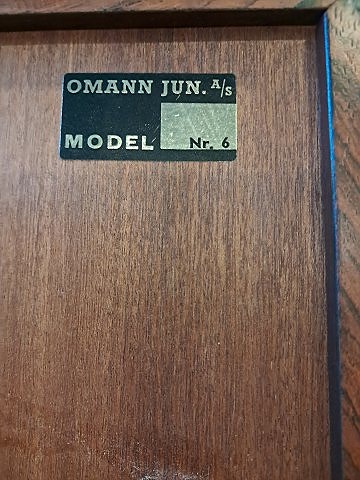 OMANN JUN. A/S
MODEL Nr. 6